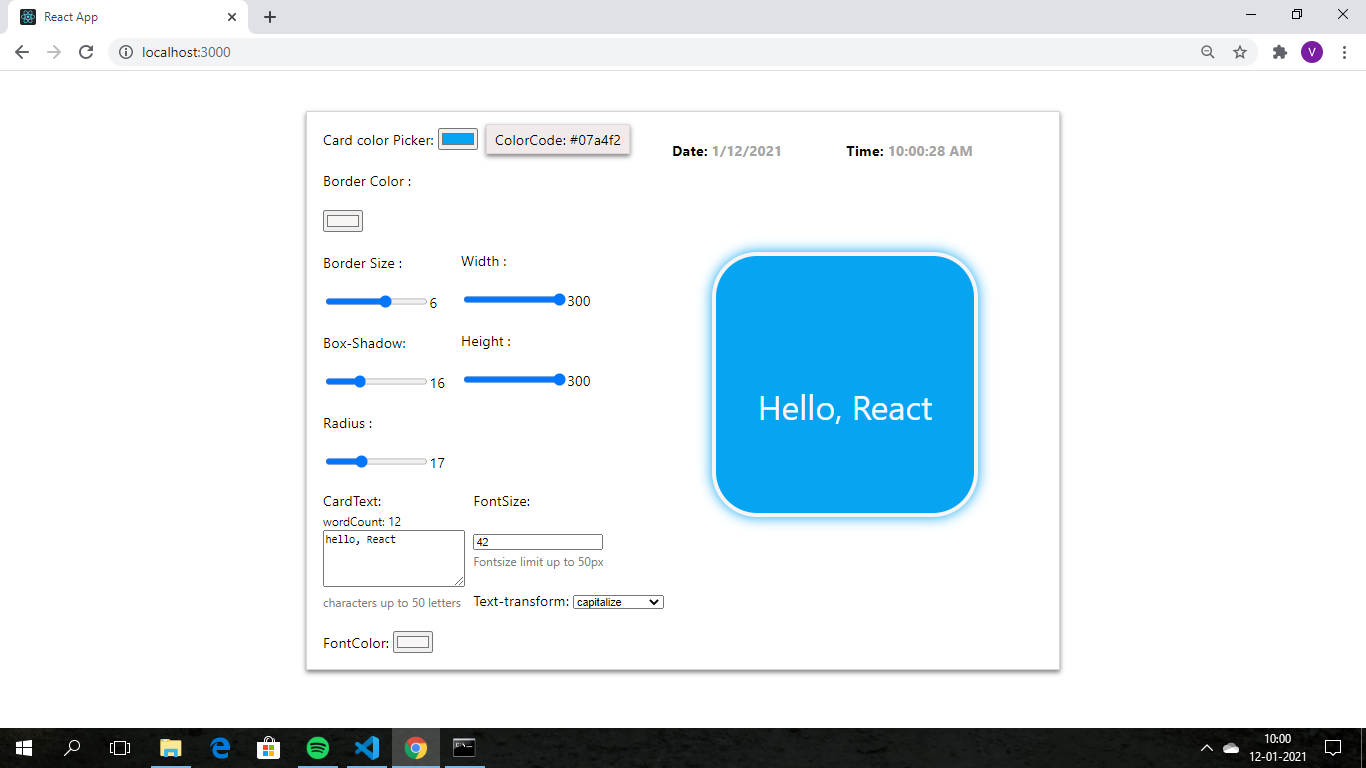 React App
localhost:3000
V
Card color Picker:
ColorCode: #07a4f2
Date: 1/12/2021
Time: 10:00:28 AM
Border Color :
Border Size :
Width :
6
300
Box-Shadow:
Height :
16
300
Radius :
17
Hello, React
CardText:
FontSize:
wordCount: 12
hello, React
42
Fontsize limit up to 50px
characters up to 50 letters
Text-transform: capitalize
FontColor:
10:00
12-01-2021